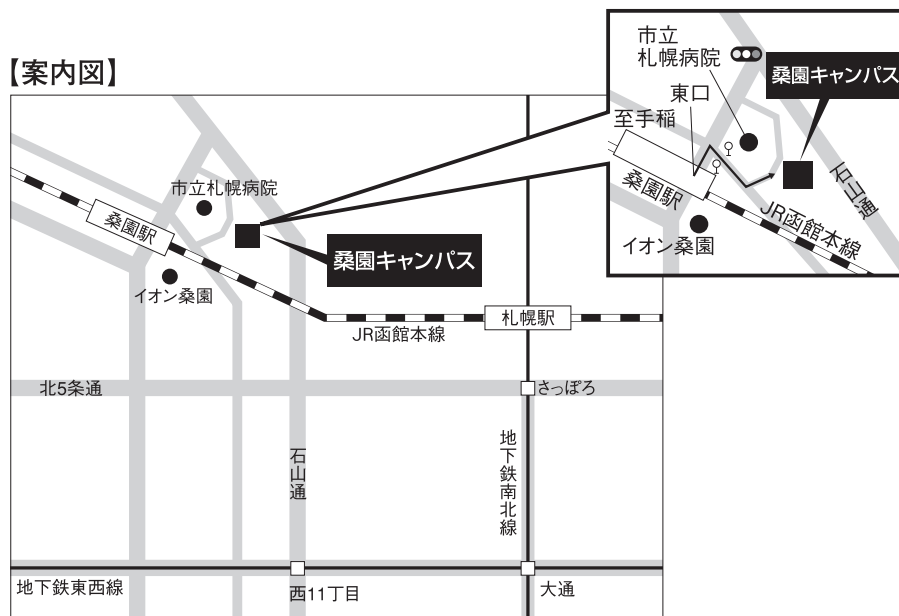 【案内図】
市立
札幌病院
桑園キャンパス
東口
至手稲
桑園駅
石山通
JR函館本線
イオン桑園
市立札幌病院
桑園駅
桑園キャンパス
イオン桑園
札幌駅
JR函館本線
北5条通
さっぽろ
石山通
地下鉄南北線
地下鉄東西線
西11丁目
大通